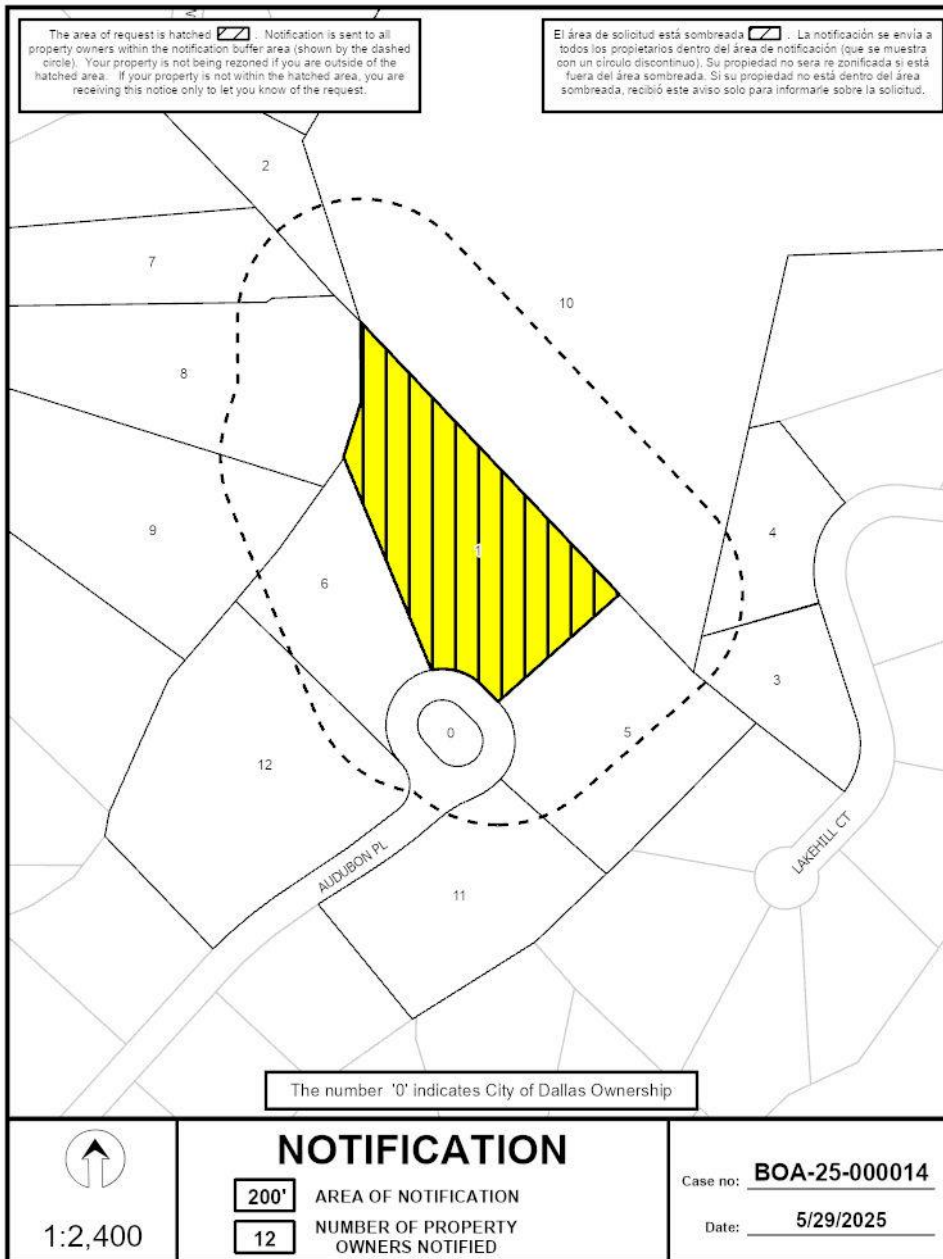 The area of request is hatched . Notification is sent to all
property owners within the notification buffer area (shown by the dashed
circle). Your property is not being rezoned if you are outside of the
hatched area. If your property is not within the hatched area, you are
receiving this notice only to let you know of the request.
El área de solicitud está sombreada . La notificación se envía a
todos los propietarios dentro del área de notificación (que se muestra
con un círculo discontinuo). Su propiedad no sera re zonificada si está
fuera del área sombreada. Si su propiedad no está dentro del área
sombreada, recibió este aviso solo para informarle sobre la solicitud.
2
7
10
8
1
4
9
6
3
5
0
12
AUDUBON PL
LAKEHILL CT
11
The number '0' indicates City of Dallas Ownership
1:2,400
NOTIFICATION
200' AREA OF NOTIFICATION
12 NUMBER OF PROPERTY
OWNERS NOTIFIED
Case no: BOA-25-000014
Date: 5/29/2025